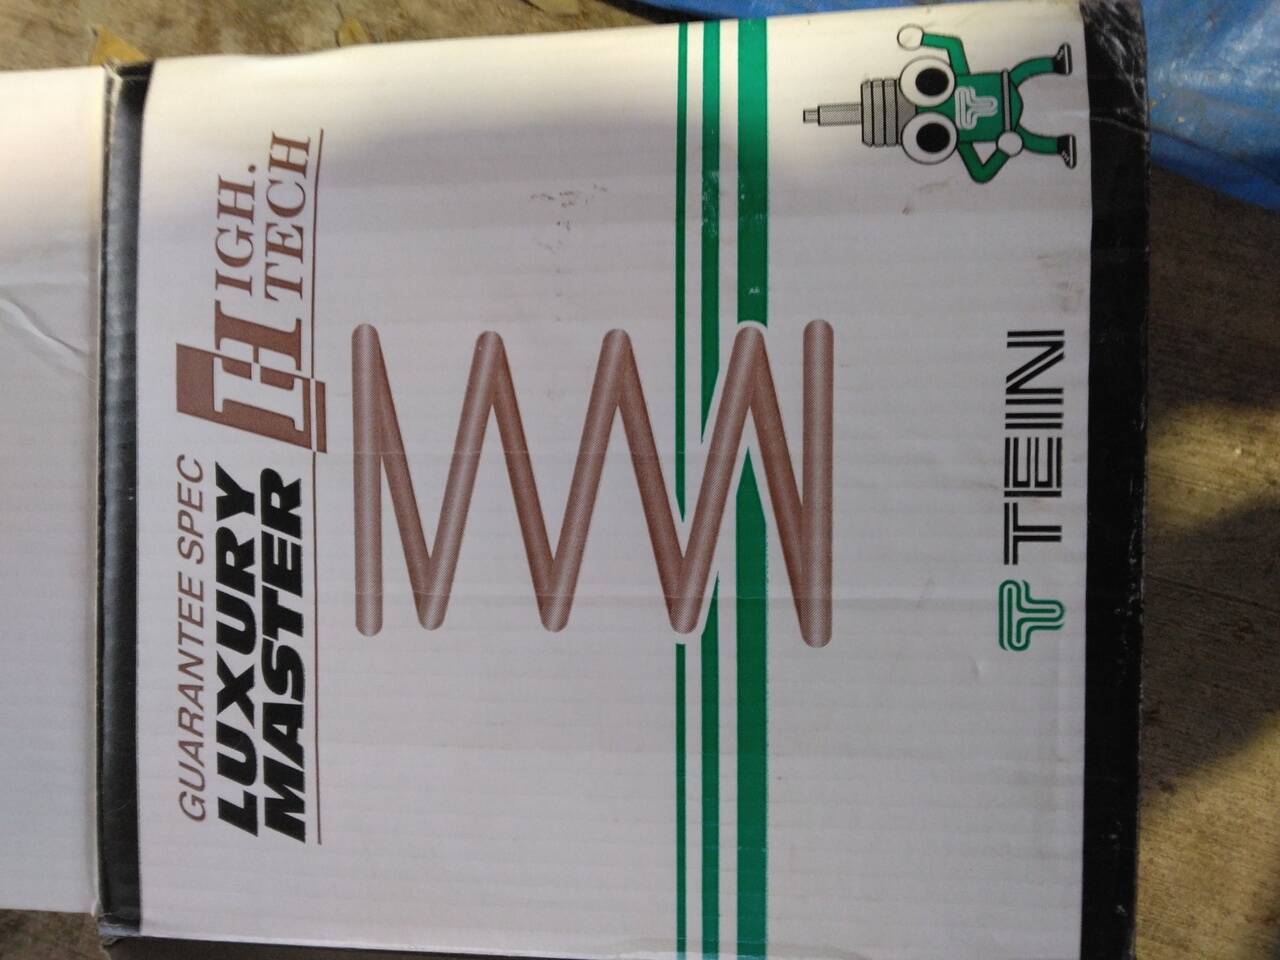 GUARANTEE SPEC
LUXURY
MASTER
HIGH.
TECH
TEIN